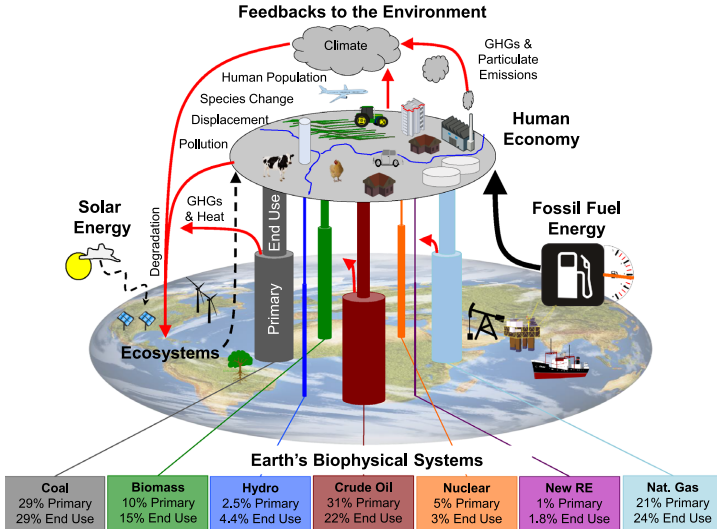 Feedbacks to the Environment
Climate
GHGs &
Particulate
Emissions
Human Population
Species Change
Displacement
Pollution
Human
Economy
Solar
Energy
GHGs
& Heat
Degradation
End Use
Primary
Fossil Fuel
Energy
Ecosystems
Earth's Biophysical Systems
Coal
29% Primary
29% End Use
Biomass
10% Primary
15% End Use
Hydro
2.5% Primary
4.4% End Use
Crude Oil
31% Primary
22% End Use
Nuclear
5% Primary
3% End Use
New RE
1% Primary
1.8% End Use
Nat. Gas
21% Primary
24% End Use